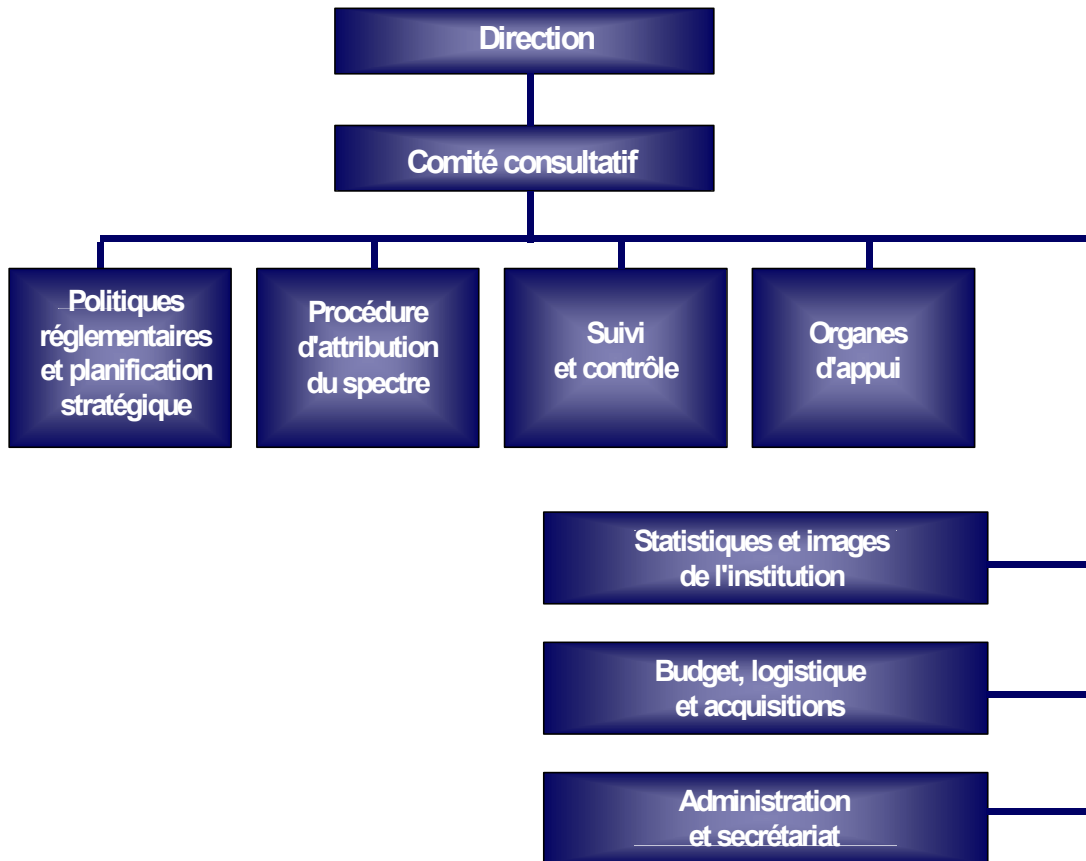 Direction
Comité consultatif
Politiques
réglementaires
et planification
stratégique
Procédure
d'attribution
du spectre
Suivi
et contrôle
Organes
d'appui
Statistiques et images
de l'institution
Budget, logistique
et acquisitions
Administration
et secrétariat